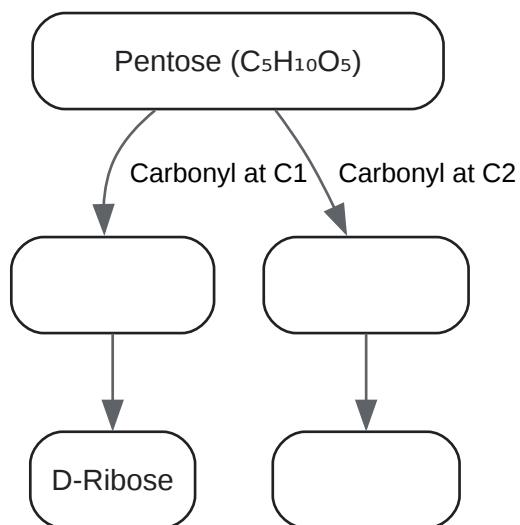 Pentose (C₅H₁₀O₅)
Carbonyl at C1
Carbonyl at C2
D-Ribose